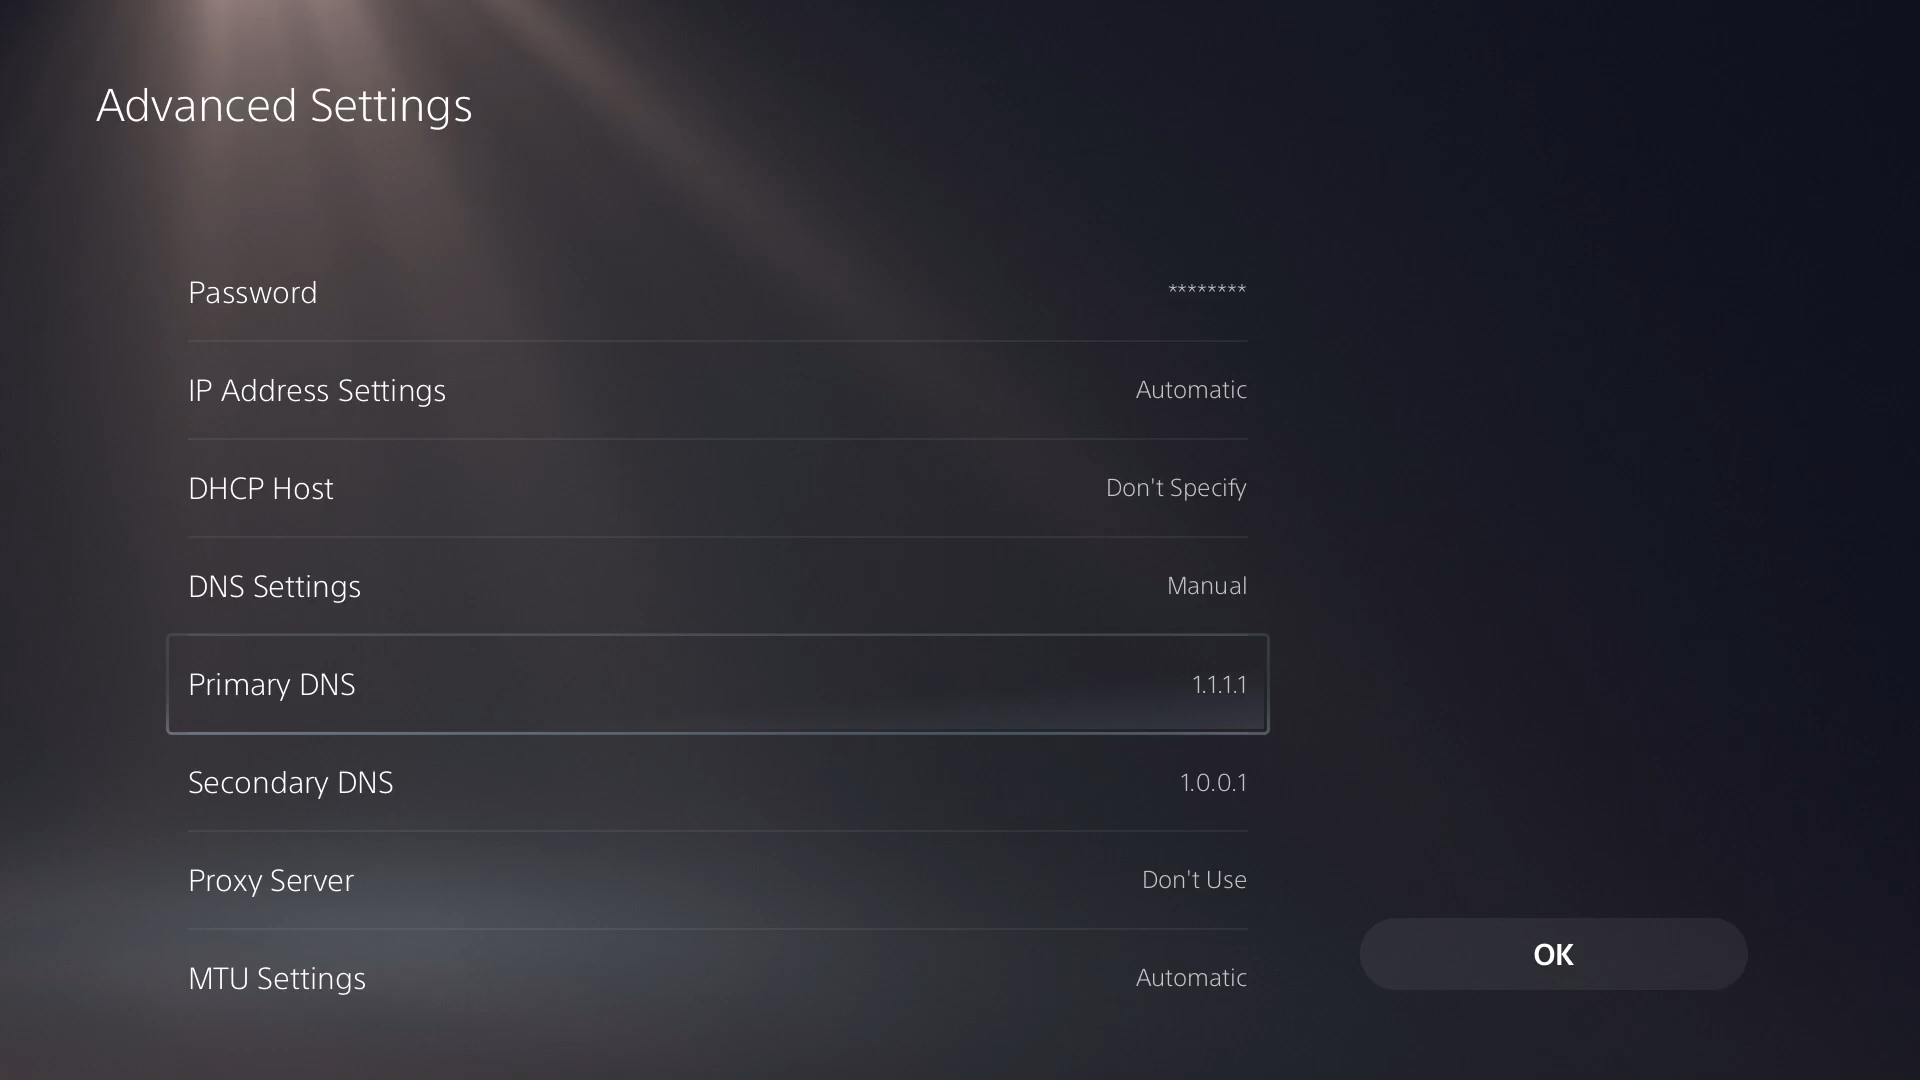 Advanced Settings
Password ********
IP Address Settings Automatic
DHCP Host Don't Specify
DNS Settings Manual
Primary DNS 1.1.1.1
Secondary DNS 1.0.0.1
Proxy Server Don't Use
MTU Settings Automatic
OK